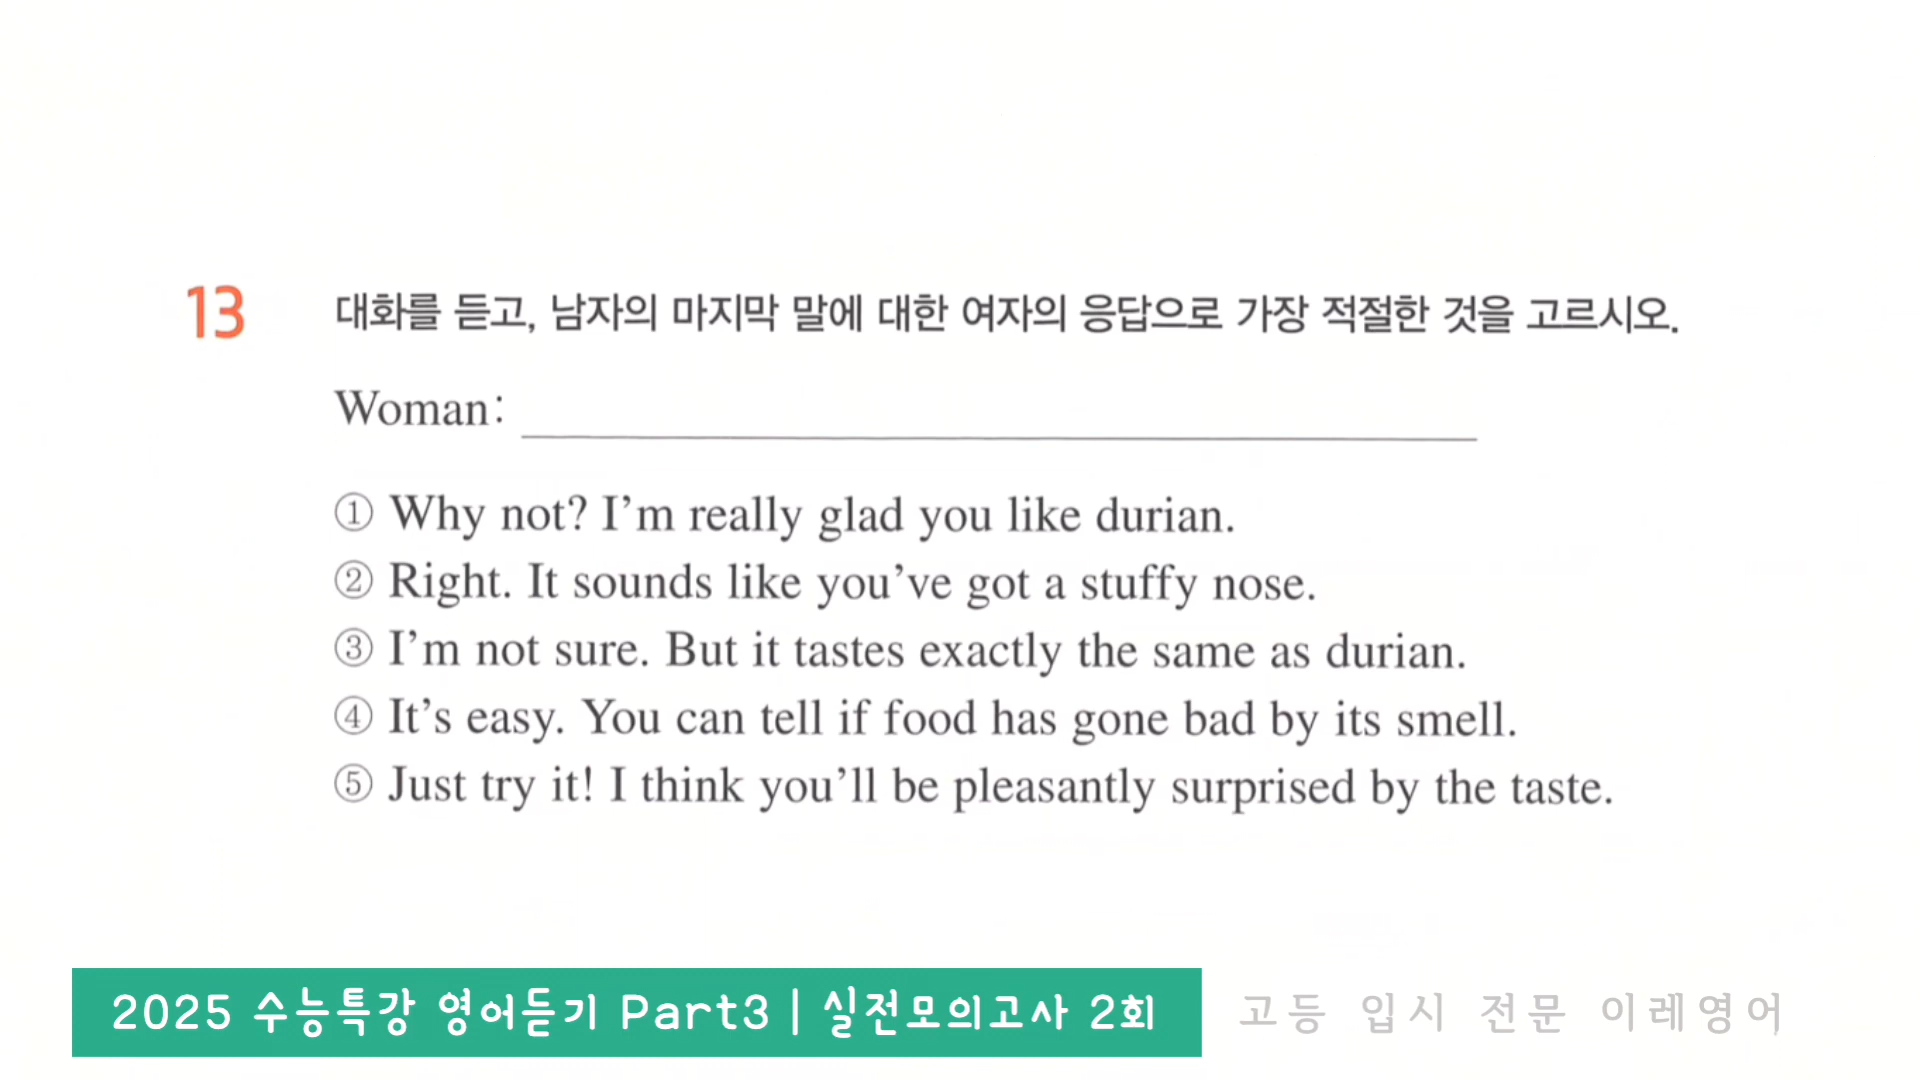 13 대화를 듣고, 남자의 마지막 말에 대한 여자의 응답으로 가장 적절한 것을 고르시오.
Woman:
① Why not? I’m really glad you like durian.
② Right. It sounds like you’ve got a stuffy nose.
③ I’m not sure. But it tastes exactly the same as durian.
④ It’s easy. You can tell if food has gone bad by its smell.
⑤ Just try it! I think you’ll be pleasantly surprised by the taste.
2025 수능특강 영어듣기 Part3 | 실전모의고사 2회 고등 입시 전문 이레영어